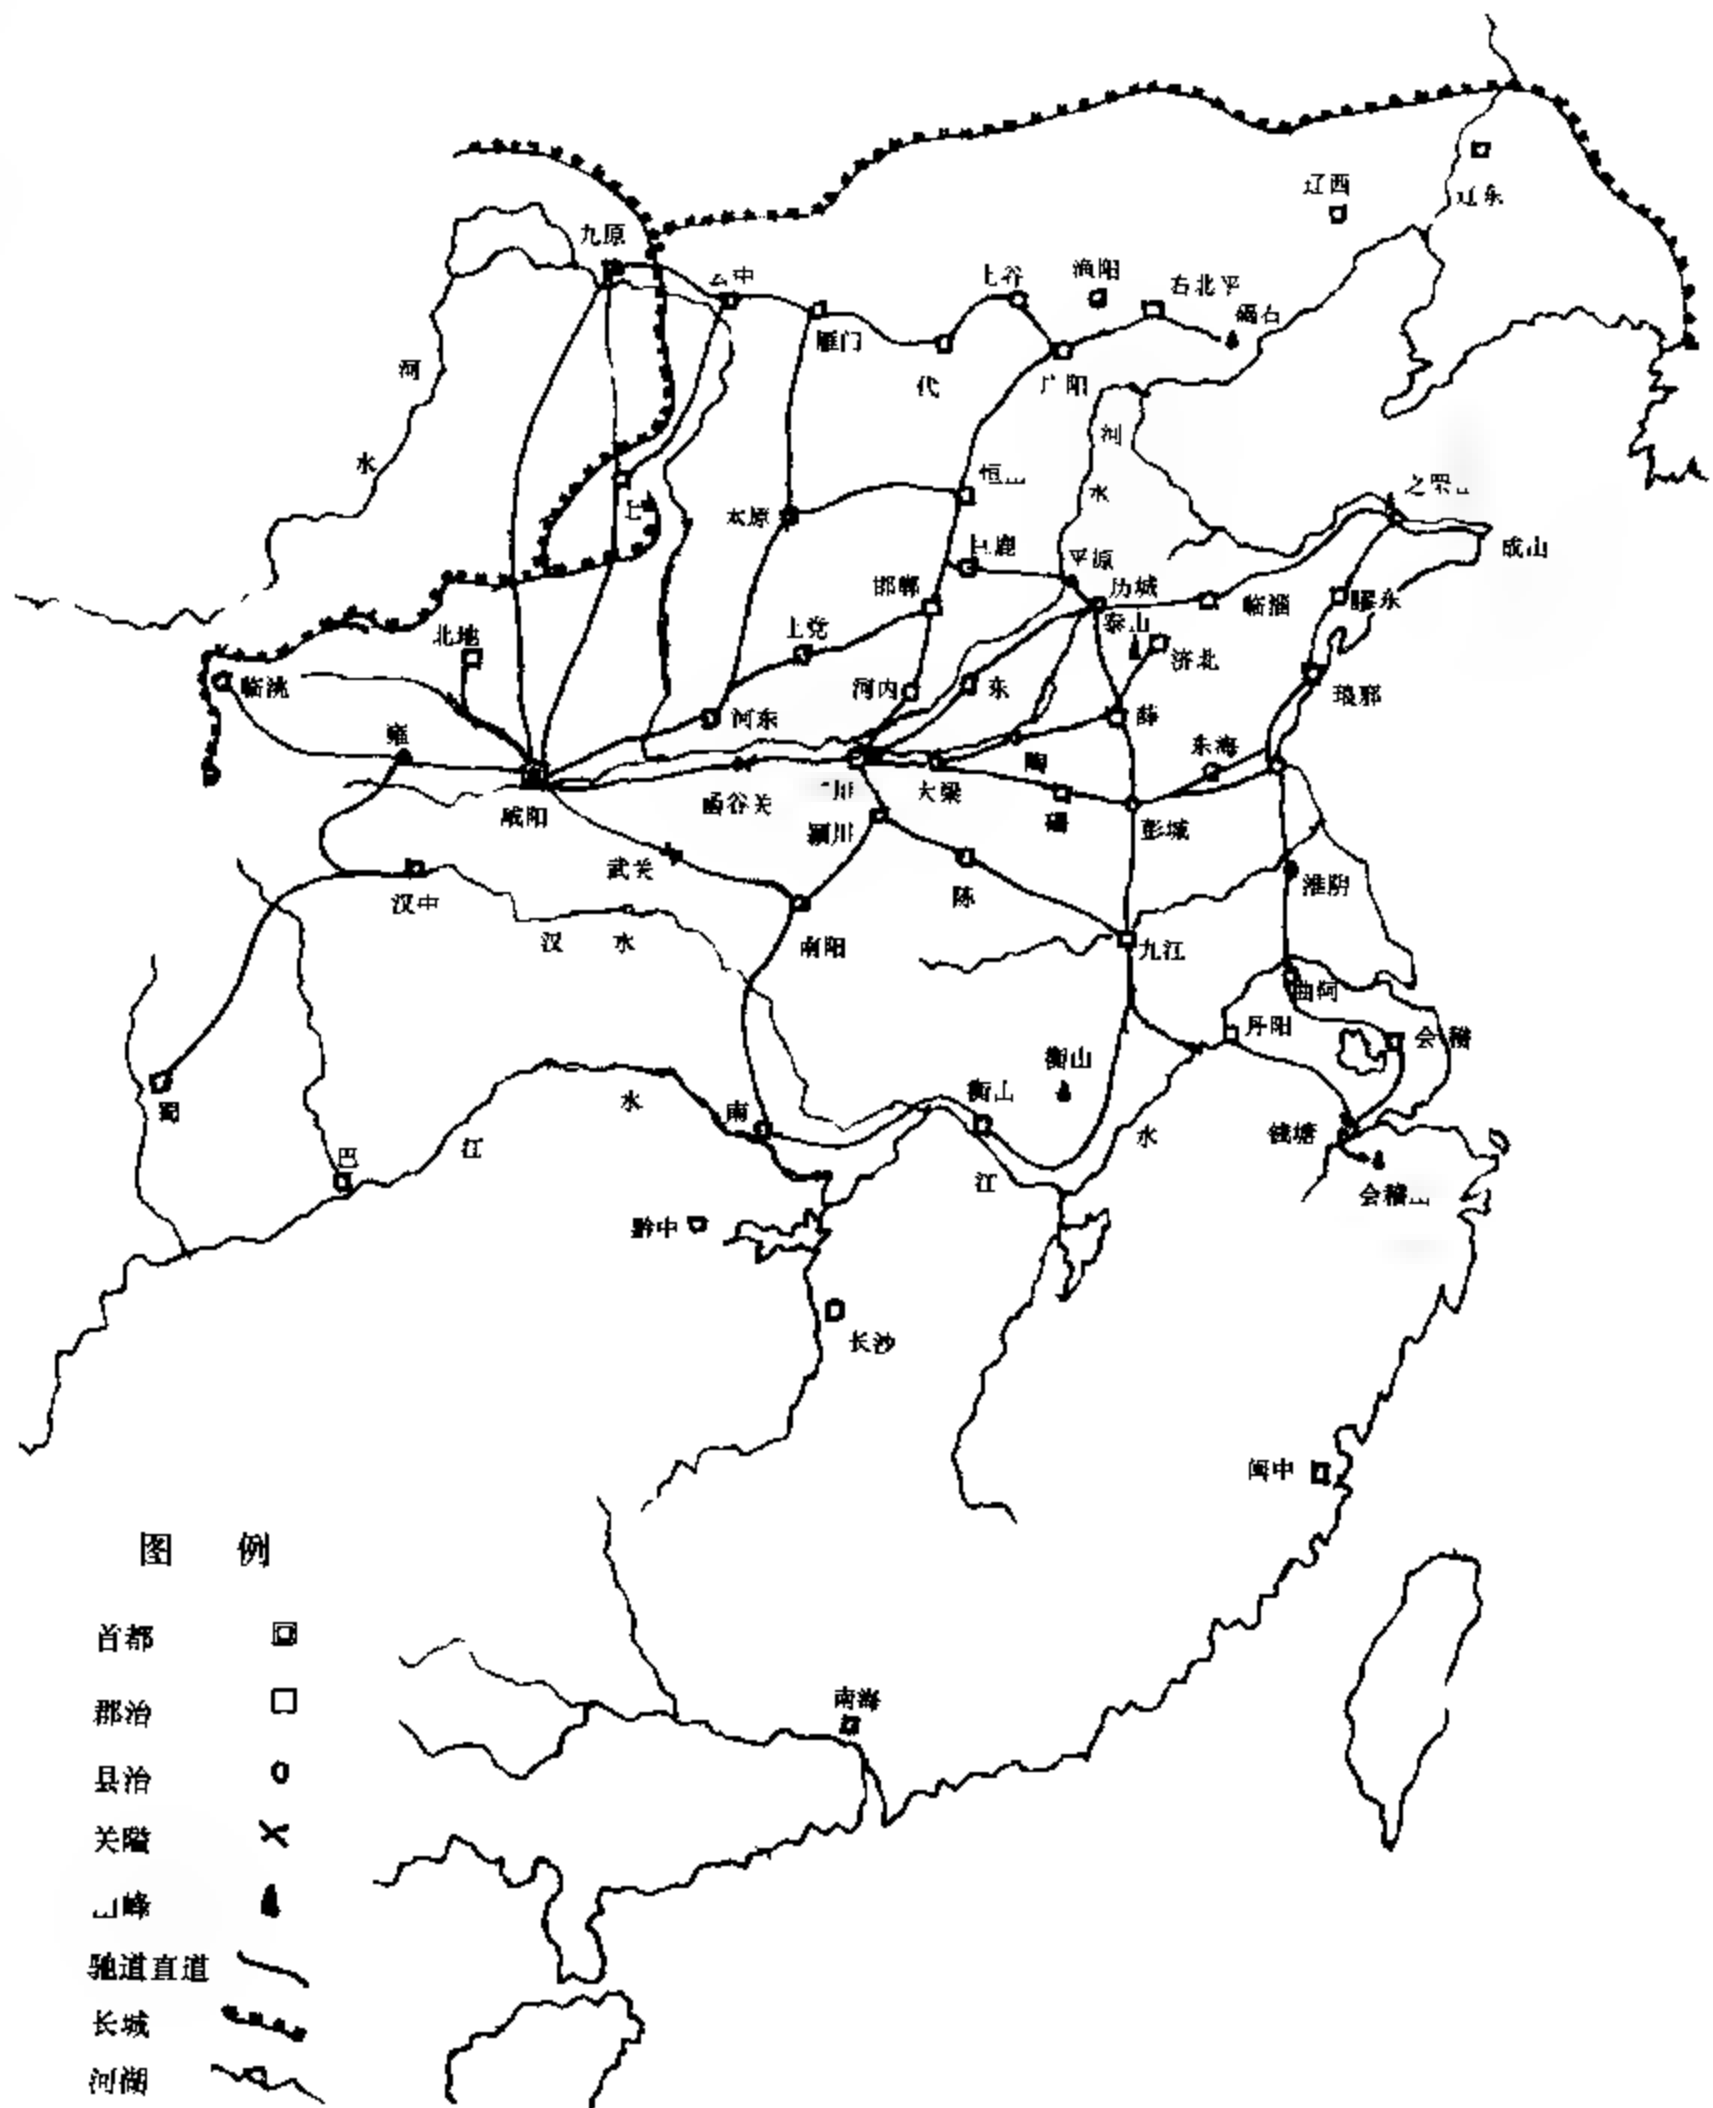 辽西
辽东
九原
云中
上谷
渔阳
右北平
碣石
雁门
代
广阳
河
水
河
水
恒山
上
太原
之罘山
成山
巨鹿
平原
历城
邯郸
临淄
胶东
泰山
济北
北地
上党
临洮
河内
东
琅邪
河东
薛
雍
东海
陶
咸阳
函谷关
三川
大梁
砀
颍川
彭城
武关
陈
淮阴
汉中
汉
水
南阳
九江
曲阿
丹阳
会稽
衡山
蜀
水
南
衡山
江
水
钱塘
巴
江
会稽山
黔中
长沙
闽中
图 例
首都
郡治
县治
关隘
山峰
驰道直道
长城
河湖
南海